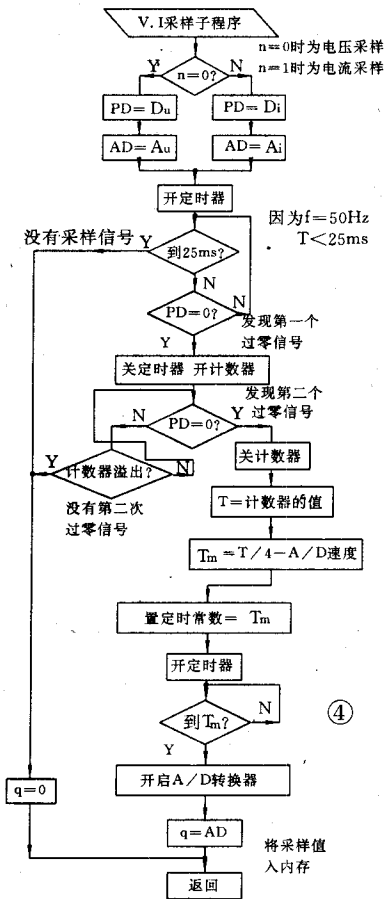 V.I采样子程序
n=0时为电压采样
n=1时为电流采样
Y
n=0?
N
PD=Du
PD=Di
AD=Au
AD=Ai
开定时器
因为f=50Hz
T<25ms
没有采样信号
Y
到25ms?
N
PD=0?
N
发现第一个
过零信号
Y
关定时器 开计数器
发现第二个
过零信号
N
PD=0?
Y
Y
计数器溢出?
N
关计数器
没有第二次
过零信号
T=计数器的值
Tm=T/4-A/D速度
置定时常数= Tm
开定时器
到Tm?
N
④
Y
开启A/D转换器
q=0
q=AD
将采样值
入内存
返回